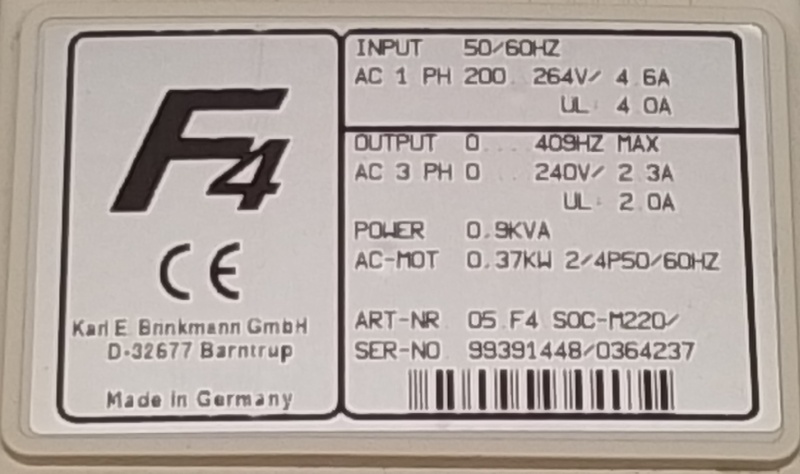 F4
CE
Karl E. Brinkmann GmbH
D-32677 Barntrup
Made in Germany
INPUT 50/60HZ
AC 1 PH 200...264V/ 4.6A
UL: 4.0A
OUTPUT 0....409HZ MAX
AC 3 PH 0...240V/ 2.3A
UL: 2.0A
POWER 0.9KVA
AC-MOT 0.37KW 2/4P50/60HZ
ART-NR. 05.F4 SOC-M220/
SER-NO. 99391448/0364237